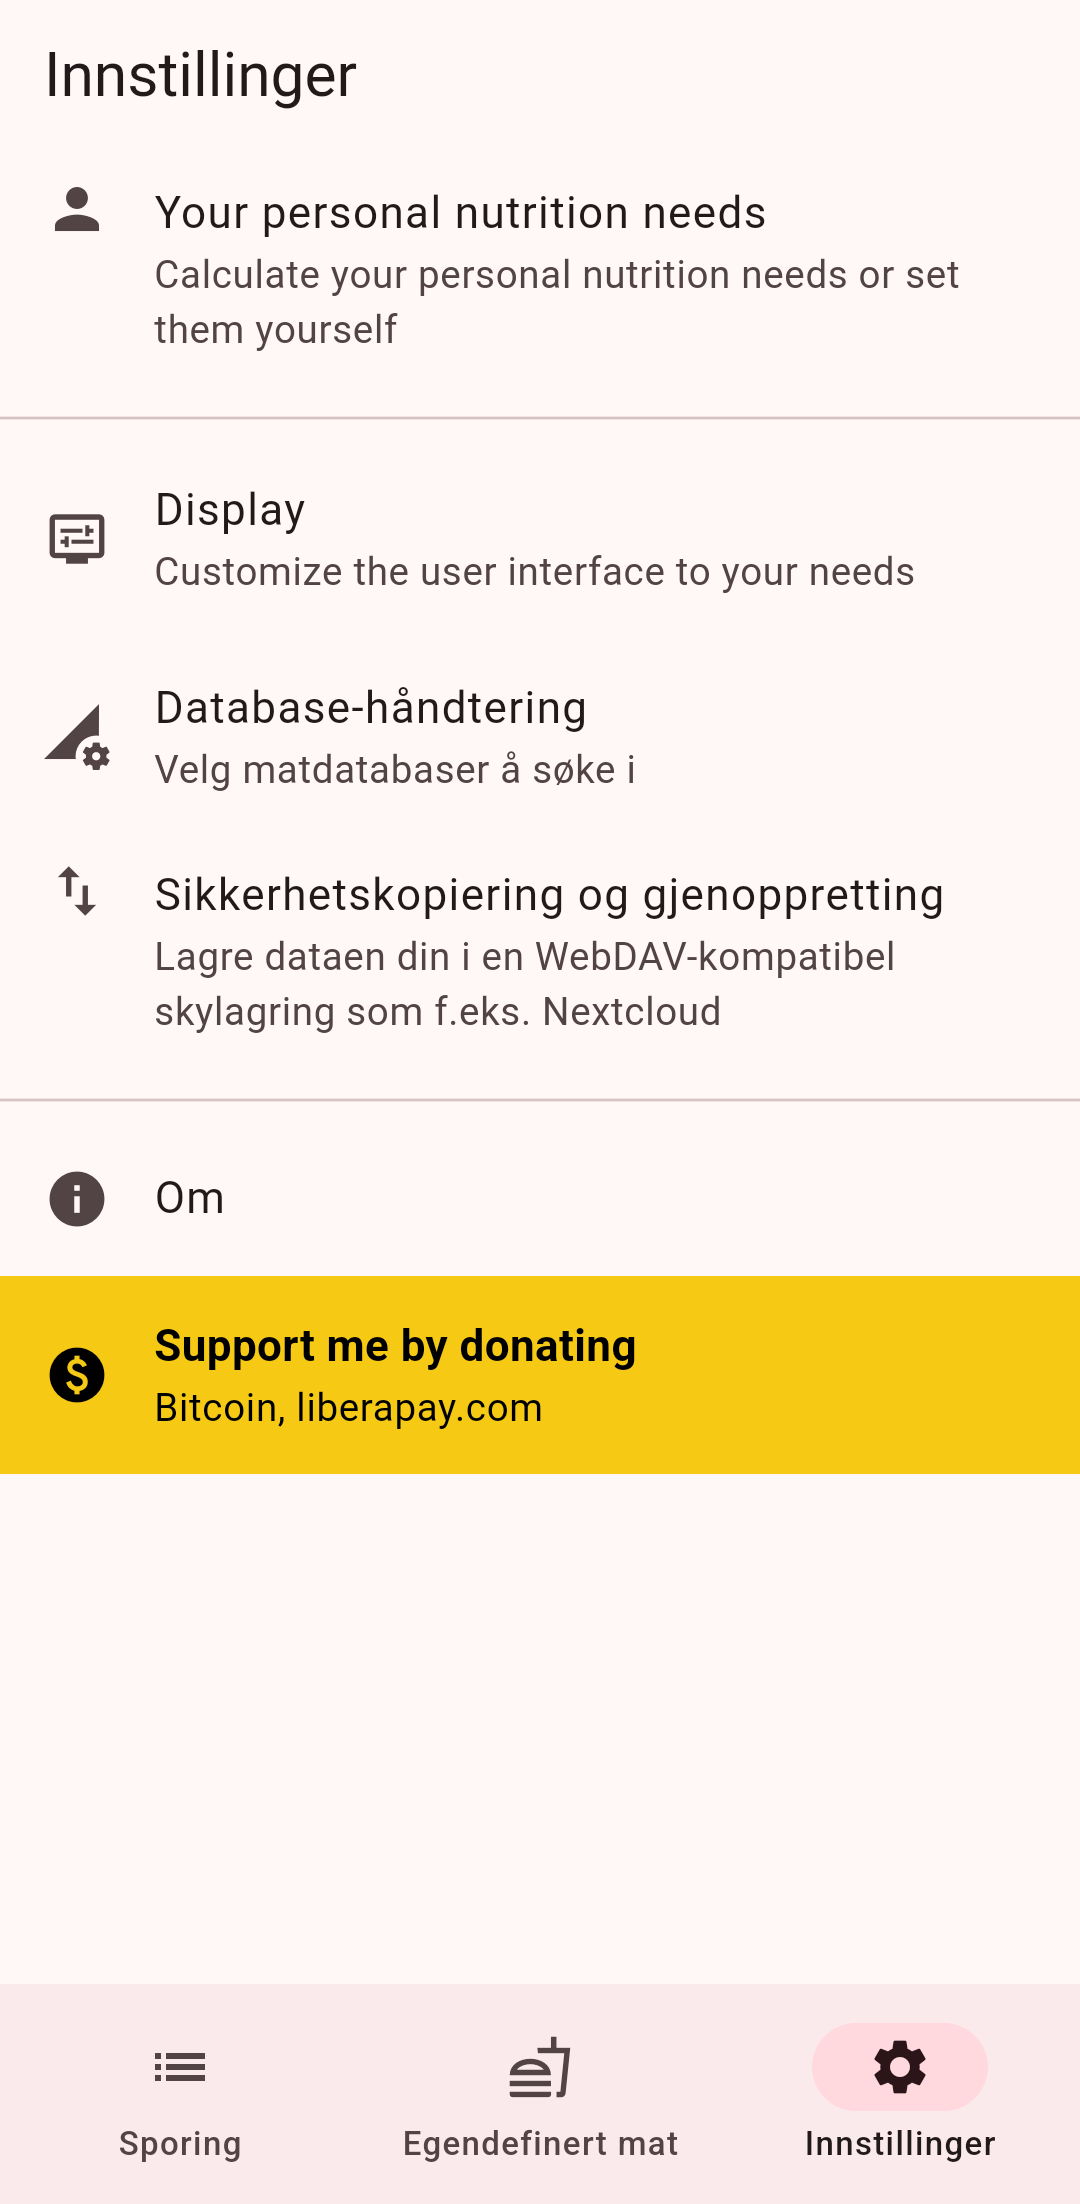 Innstillinger
Your personal nutrition needs
Calculate your personal nutrition needs or set
them yourself
Display
Customize the user interface to your needs
Database-håndtering
Velg matdatabaser å søke i
Sikkerhetskopiering og gjenoppretting
Lagre dataen din i en WebDAV-kompatibel
skylagring som f.eks. Nextcloud
Om
Support me by donating
Bitcoin, liberapay.com
Sporing
Egendefinert mat
Innstillinger